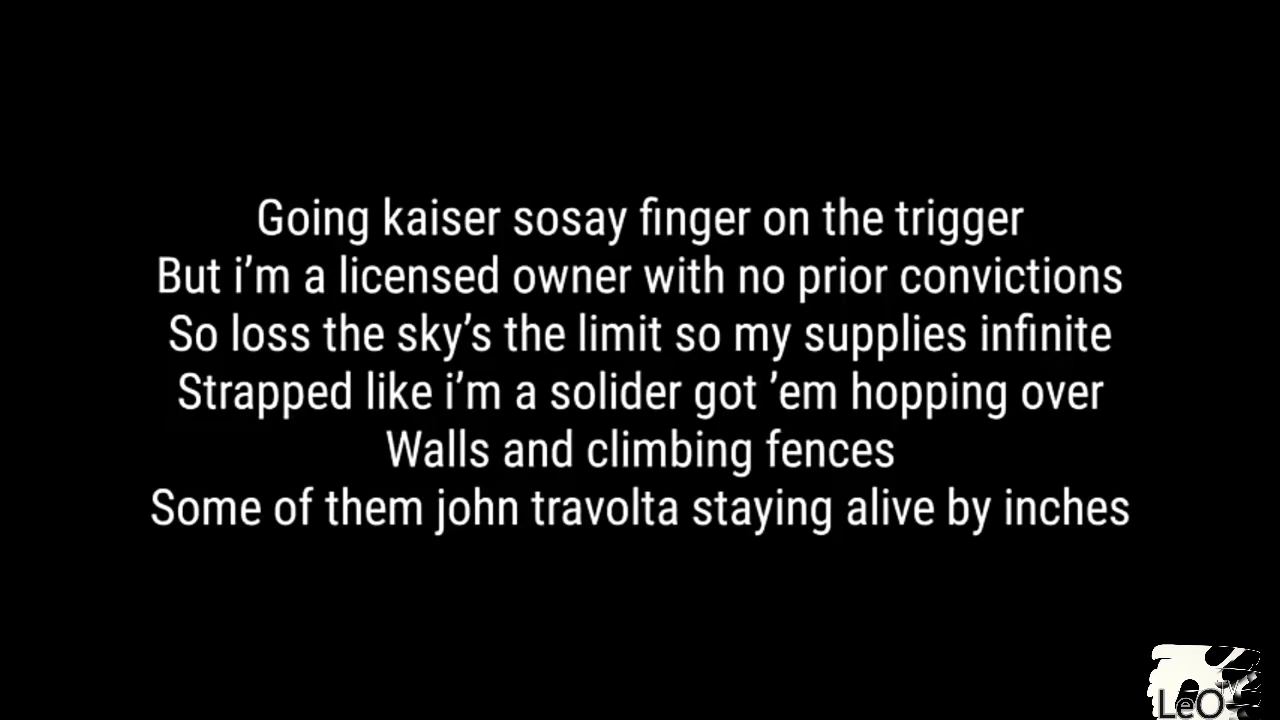 Going kaiser sosay finger on the trigger
But i’m a licensed owner with no prior convictions
So loss the sky’s the limit so my supplies infinite
Strapped like i’m a solider got ’em hopping over
Walls and climbing fences
Some of them john travolta staying alive by inches
LeO